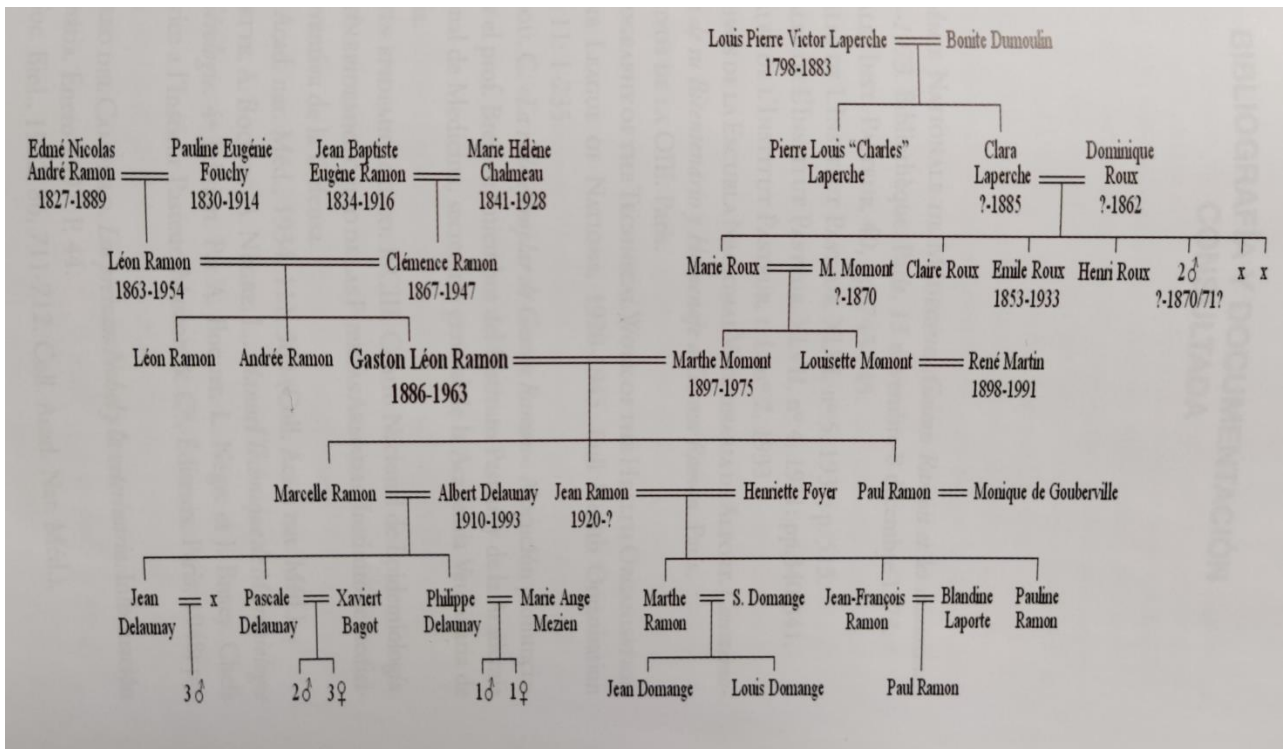 Louis Pierre Victor Laperche Bonite Dumoulin
1798-1883
Edmé Nicolas
André Ramon
1827-1889
Pauline Eugénie
Fouchy
1830-1914
Jean Baptiste
Eugène Ramon
1834-1916
Marie Hélène
Chalmeau
1841-1928
Pierre Louis “Charles”
Laperche
Clara
Laperche
?-1885
Dominique
Roux
?-1862
Léon Ramon
1863-1954
Clémence Ramon
1867-1947
Marie Roux
M. Momont
?-1870
Claire Roux
Emile Roux
1853-1933
Henri Roux
2♂
?-1870/71?
x x
Léon Ramon
Andrée Ramon
Gaston Léon Ramon
1886-1963
Marthe Momont
1897-1975
Louisette Momont
René Martin
1898-1991
Marcelle Ramon
Albert Delaunay
1910-1993
Jean Ramon
1920-?
Henriette Foyer
Paul Ramon
Monique de Gouberville
Jean
Delaunay
x
Pascale
Delaunay
Xaviert
Bagot
Philippe
Delaunay
Marie Ange
Mezien
Marthe
Ramon
S. Domange
Jean-François
Ramon
Blandine
Laporte
Pauline
Ramon
3♂
2♂ 3♀
1♂ 1♀
Jean Domange
Louis Domange
Paul Ramon
BIBLIOGRAFÍA Y DOCUMENTACIÓN